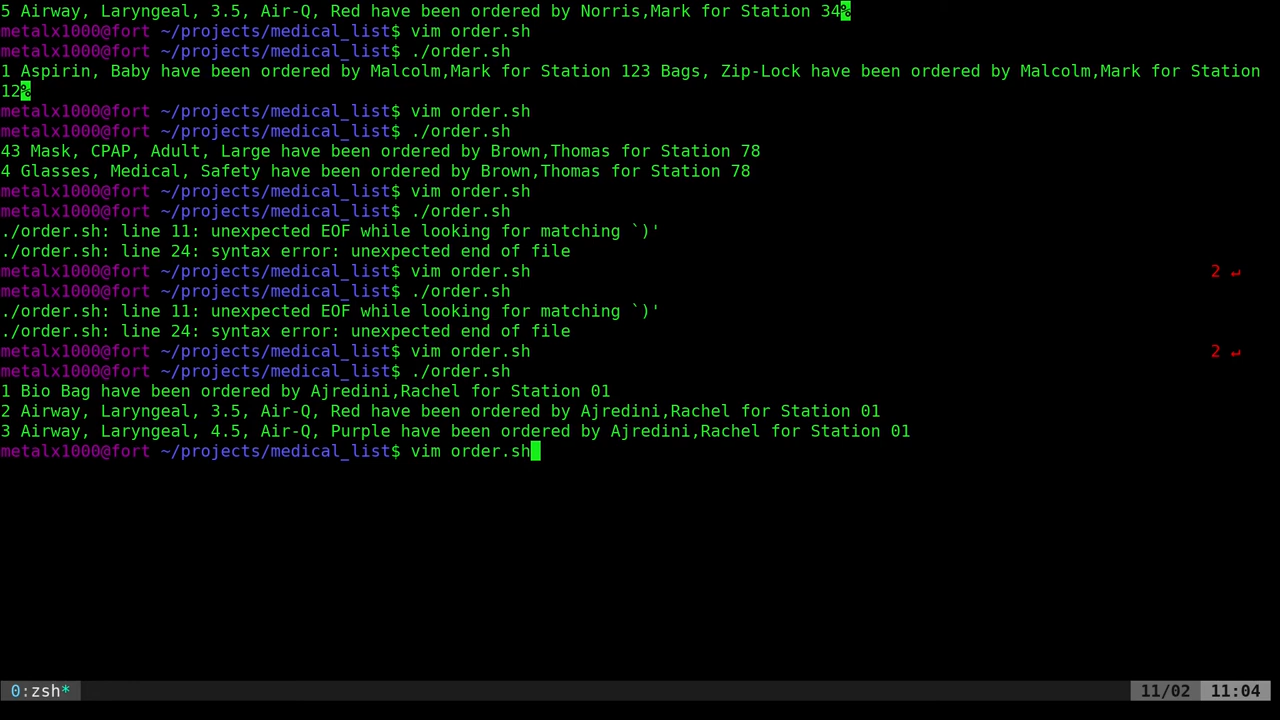 5 Airway, Laryngeal, 3.5, Air-Q, Red have been ordered by Norris,Mark for Station 34%
metalx1000@fort ~/projects/medical_list$ vim order.sh
metalx1000@fort ~/projects/medical_list$ ./order.sh
1 Aspirin, Baby have been ordered by Malcolm,Mark for Station 123 Bags, Zip-Lock have been ordered by Malcolm,Mark for Station
12%
metalx1000@fort ~/projects/medical_list$ vim order.sh
metalx1000@fort ~/projects/medical_list$ ./order.sh
43 Mask, CPAP, Adult, Large have been ordered by Brown,Thomas for Station 78
4 Glasses, Medical, Safety have been ordered by Brown,Thomas for Station 78
metalx1000@fort ~/projects/medical_list$ vim order.sh
metalx1000@fort ~/projects/medical_list$ ./order.sh
./order.sh: line 11: unexpected EOF while looking for matching `)'
./order.sh: line 24: syntax error: unexpected end of file
metalx1000@fort ~/projects/medical_list$ vim order.sh 2 ↵
metalx1000@fort ~/projects/medical_list$ ./order.sh
./order.sh: line 11: unexpected EOF while looking for matching `)'
./order.sh: line 24: syntax error: unexpected end of file
metalx1000@fort ~/projects/medical_list$ vim order.sh 2 ↵
metalx1000@fort ~/projects/medical_list$ ./order.sh
1 Bio Bag have been ordered by Ajredini,Rachel for Station 01
2 Airway, Laryngeal, 3.5, Air-Q, Red have been ordered by Ajredini,Rachel for Station 01
3 Airway, Laryngeal, 4.5, Air-Q, Purple have been ordered by Ajredini,Rachel for Station 01
metalx1000@fort ~/projects/medical_list$ vim order.sh
0:zsh* 11/02 11:04